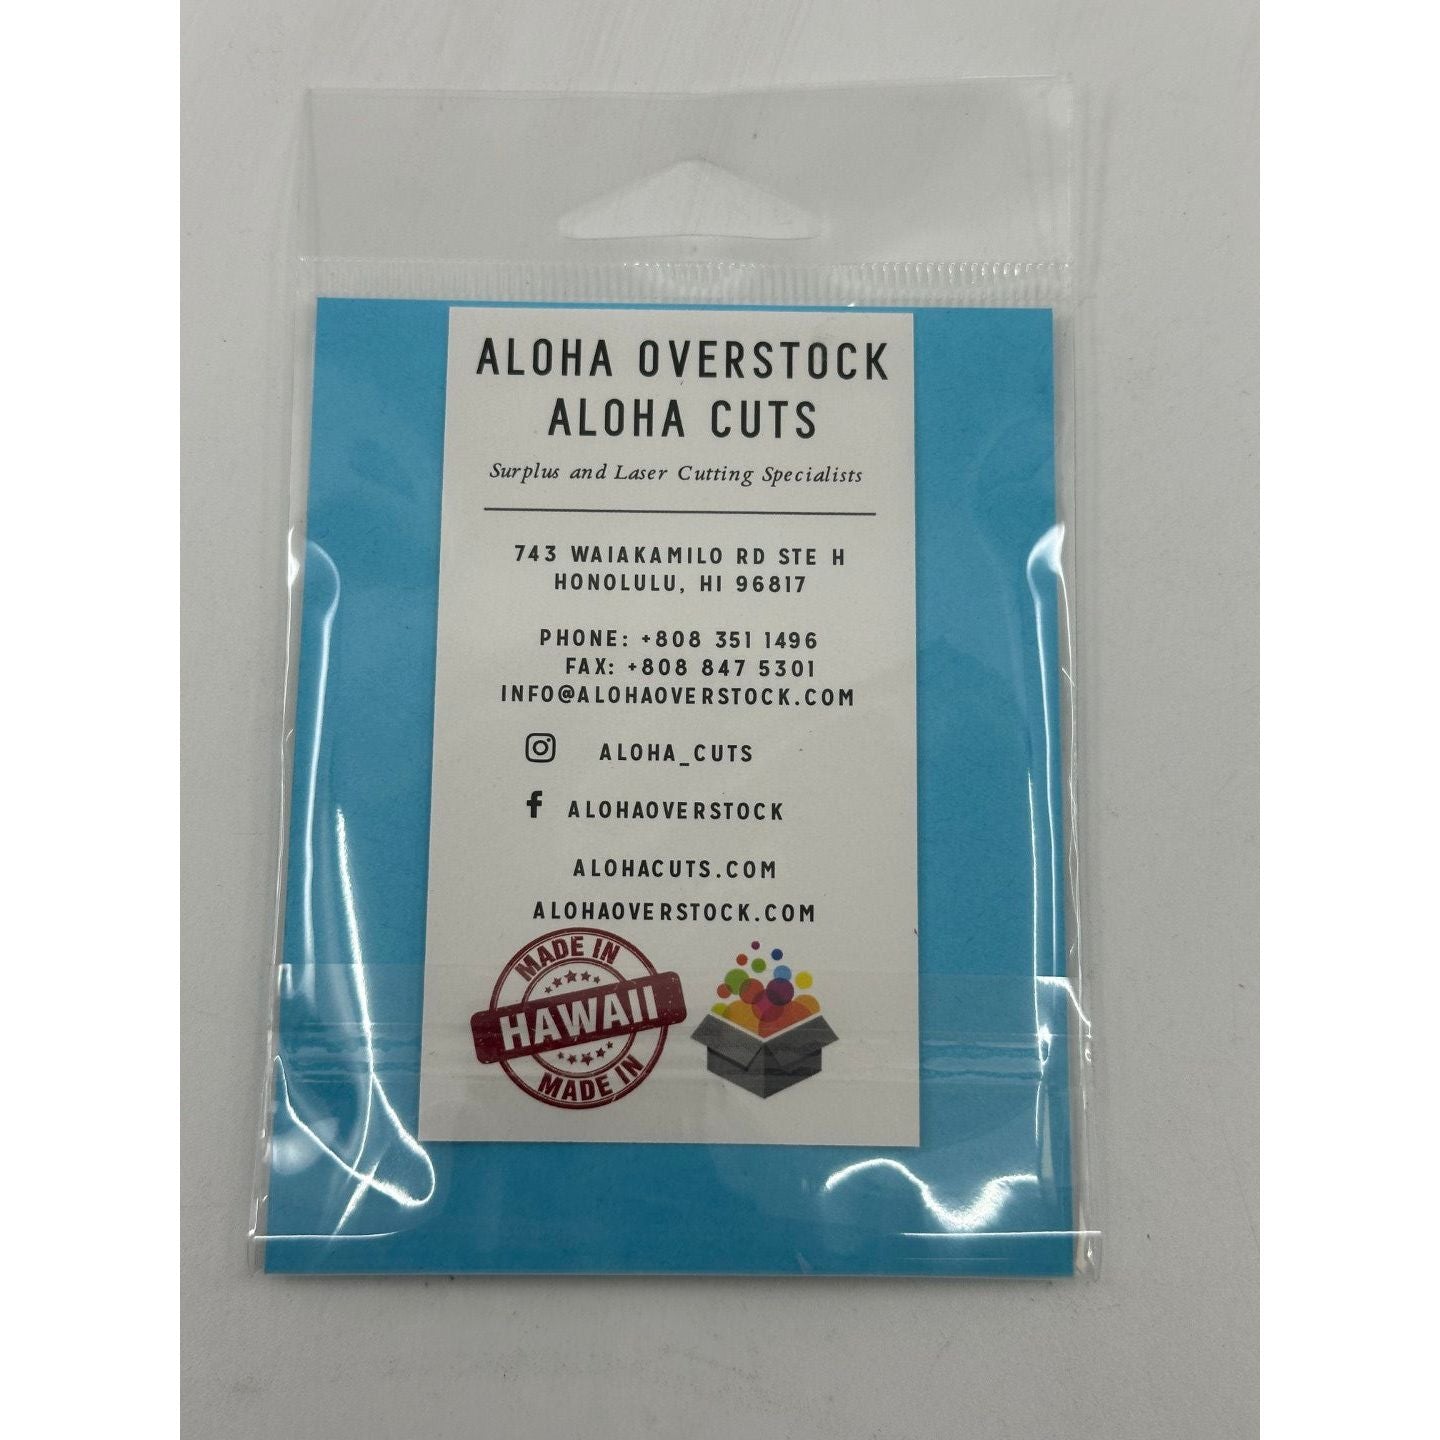 ALOHA OVERSTOCK
ALOHA CUTS
Surplus and Laser Cutting Specialists
743 WAIAKAMILO RD STE H
HONOLULU, HI 96817
PHONE: +808 351 1496
FAX: +808 847 5301
INFO@ALOHAOVERSTOCK.COM
ALOHA_CUTS
f ALOHAOVERSTOCK
ALOHACUTS.COM
ALOHAOVERSTOCK.COM
MADE IN
HAWAII
MADE IN